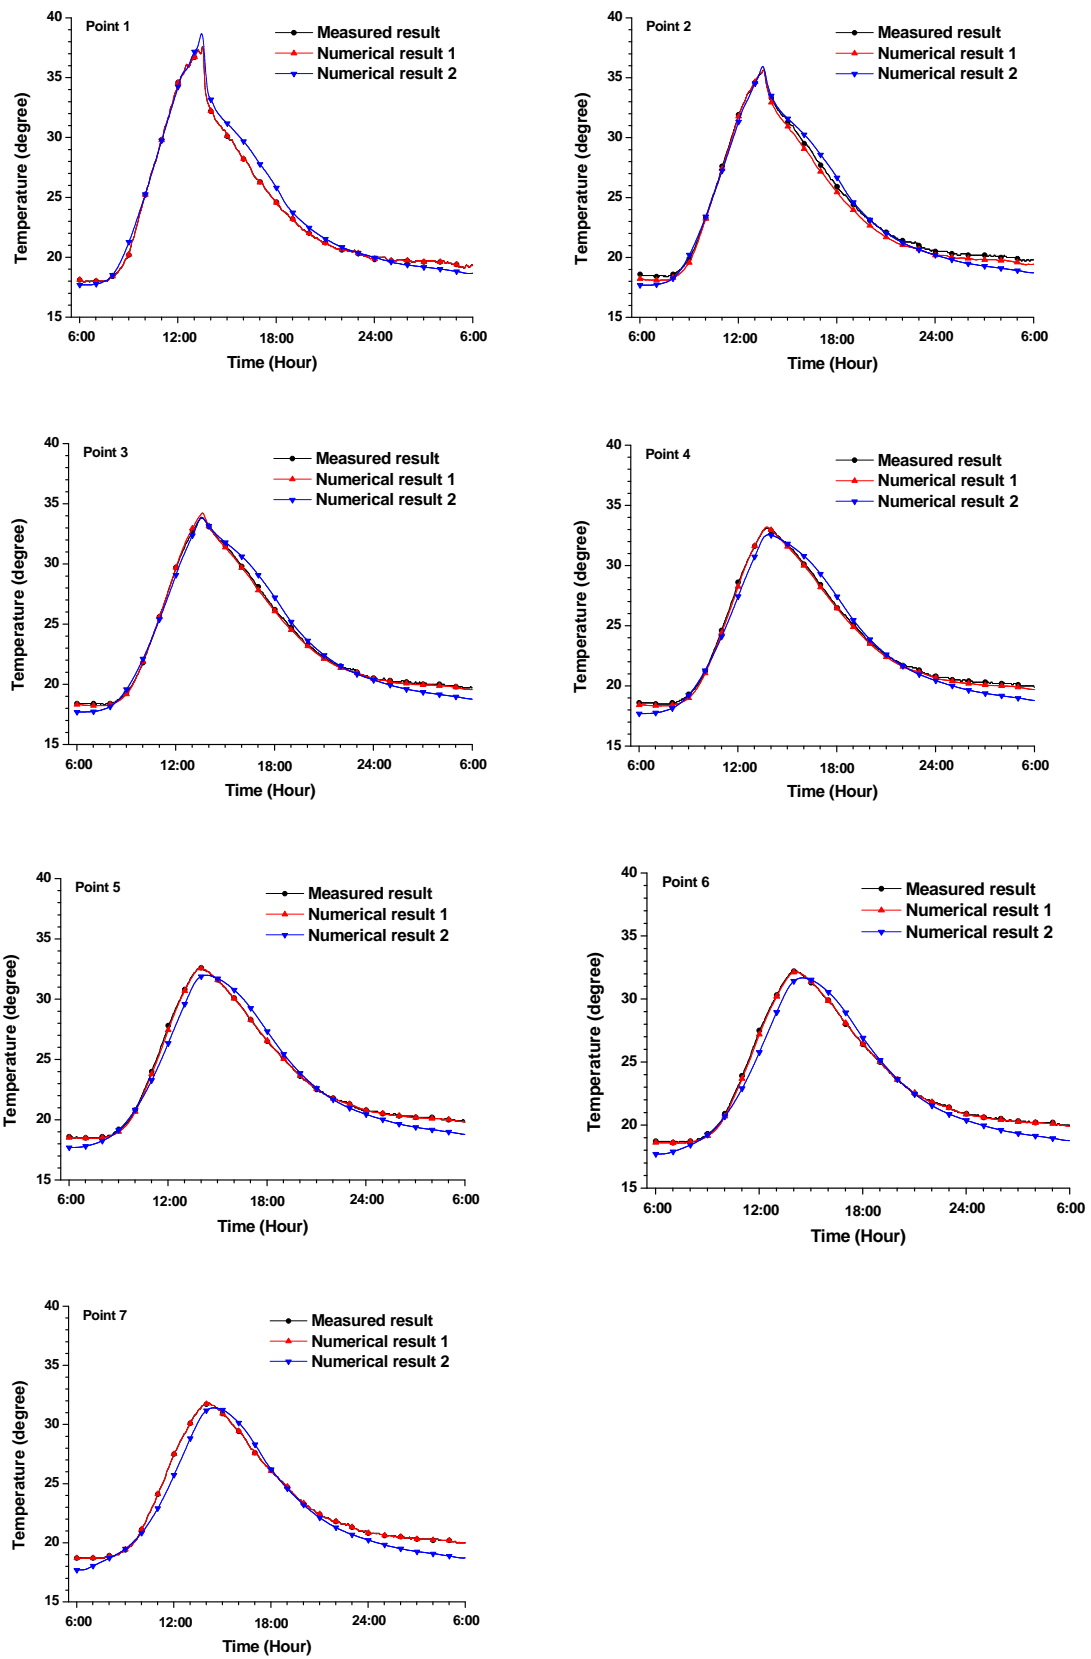 Point 1
Measured result
Numerical result 1
Numerical result 2
Temperature (degree)
40
35
30
25
20
15
6:00
12:00
18:00
24:00
6:00
Time (Hour)
Point 2
Measured result
Numerical result 1
Numerical result 2
Temperature (degree)
40
35
30
25
20
15
6:00
12:00
18:00
24:00
6:00
Time (Hour)
Point 3
Measured result
Numerical result 1
Numerical result 2
Temperature (degree)
40
35
30
25
20
15
6:00
12:00
18:00
24:00
6:00
Time (Hour)
Point 4
Measured result
Numerical result 1
Numerical result 2
Temperature (degree)
40
35
30
25
20
15
6:00
12:00
18:00
24:00
6:00
Time (Hour)
Point 5
Measured result
Numerical result 1
Numerical result 2
Temperature (degree)
40
35
30
25
20
15
6:00
12:00
18:00
24:00
6:00
Time (Hour)
Point 6
Measured result
Numerical result 1
Numerical result 2
Temperature (degree)
40
35
30
25
20
15
6:00
12:00
18:00
24:00
6:00
Time (Hour)
Point 7
Measured result
Numerical result 1
Numerical result 2
Temperature (degree)
40
35
30
25
20
15
6:00
12:00
18:00
24:00
6:00
Time (Hour)